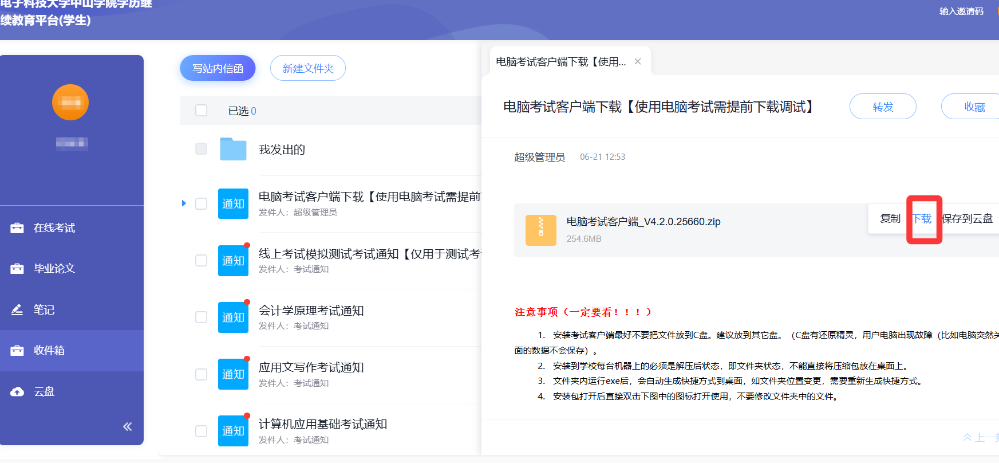 电子科技大学中山学院学历继
续教育平台(学生)
输入邀请码
在线考试
毕业论文
笔记
收件箱
云盘
写站内信函
新建文件夹
已选 0
我发出的
通知
电脑考试客户端下载【使用电脑考试需提前
发件人：超级管理员
通知
线上考试模拟测试考试通知【仅用于测试考
发件人：考试通知
通知
会计学原理考试通知
发件人：考试通知
通知
应用文写作考试通知
发件人：考试通知
通知
计算机应用基础考试通知
发件人：考试通知
电脑考试客户端下载【使用...
电脑考试客户端下载【使用电脑考试需提前下载调试】
转发
收藏
超级管理员 06-21 12:53
电脑考试客户端_V4.2.0.25660.zip
254.6MB
复制 下载 保存到云盘
注意事项（一定要看！！！）
1. 安装考试客户端最好不要把文件放到C盘。建议放到其它盘。（C盘有还原精灵，用户电脑出现故障（比如电脑突然关
面的数据不会保存）。
2. 安装到学校每台机器上的必须是解压后状态，即文件夹状态，不能直接将压缩包放在桌面上。
3. 文件夹内运行exe后，会自动生成快捷方式到桌面，如文件夹位置变更，需要重新生成快捷方式。
4. 安装包打开后直接双击下图中的图标打开使用，不要修改文件夹中的文件。
上一封